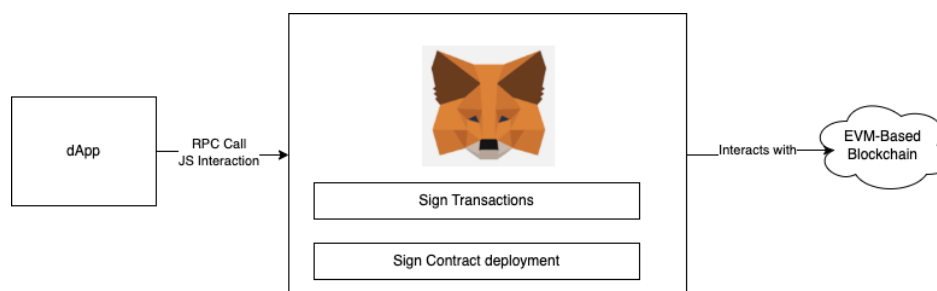 dApp
RPC Call
JS Interaction
Sign Transactions
Sign Contract deployment
Interacts with
EVM-Based
Blockchain